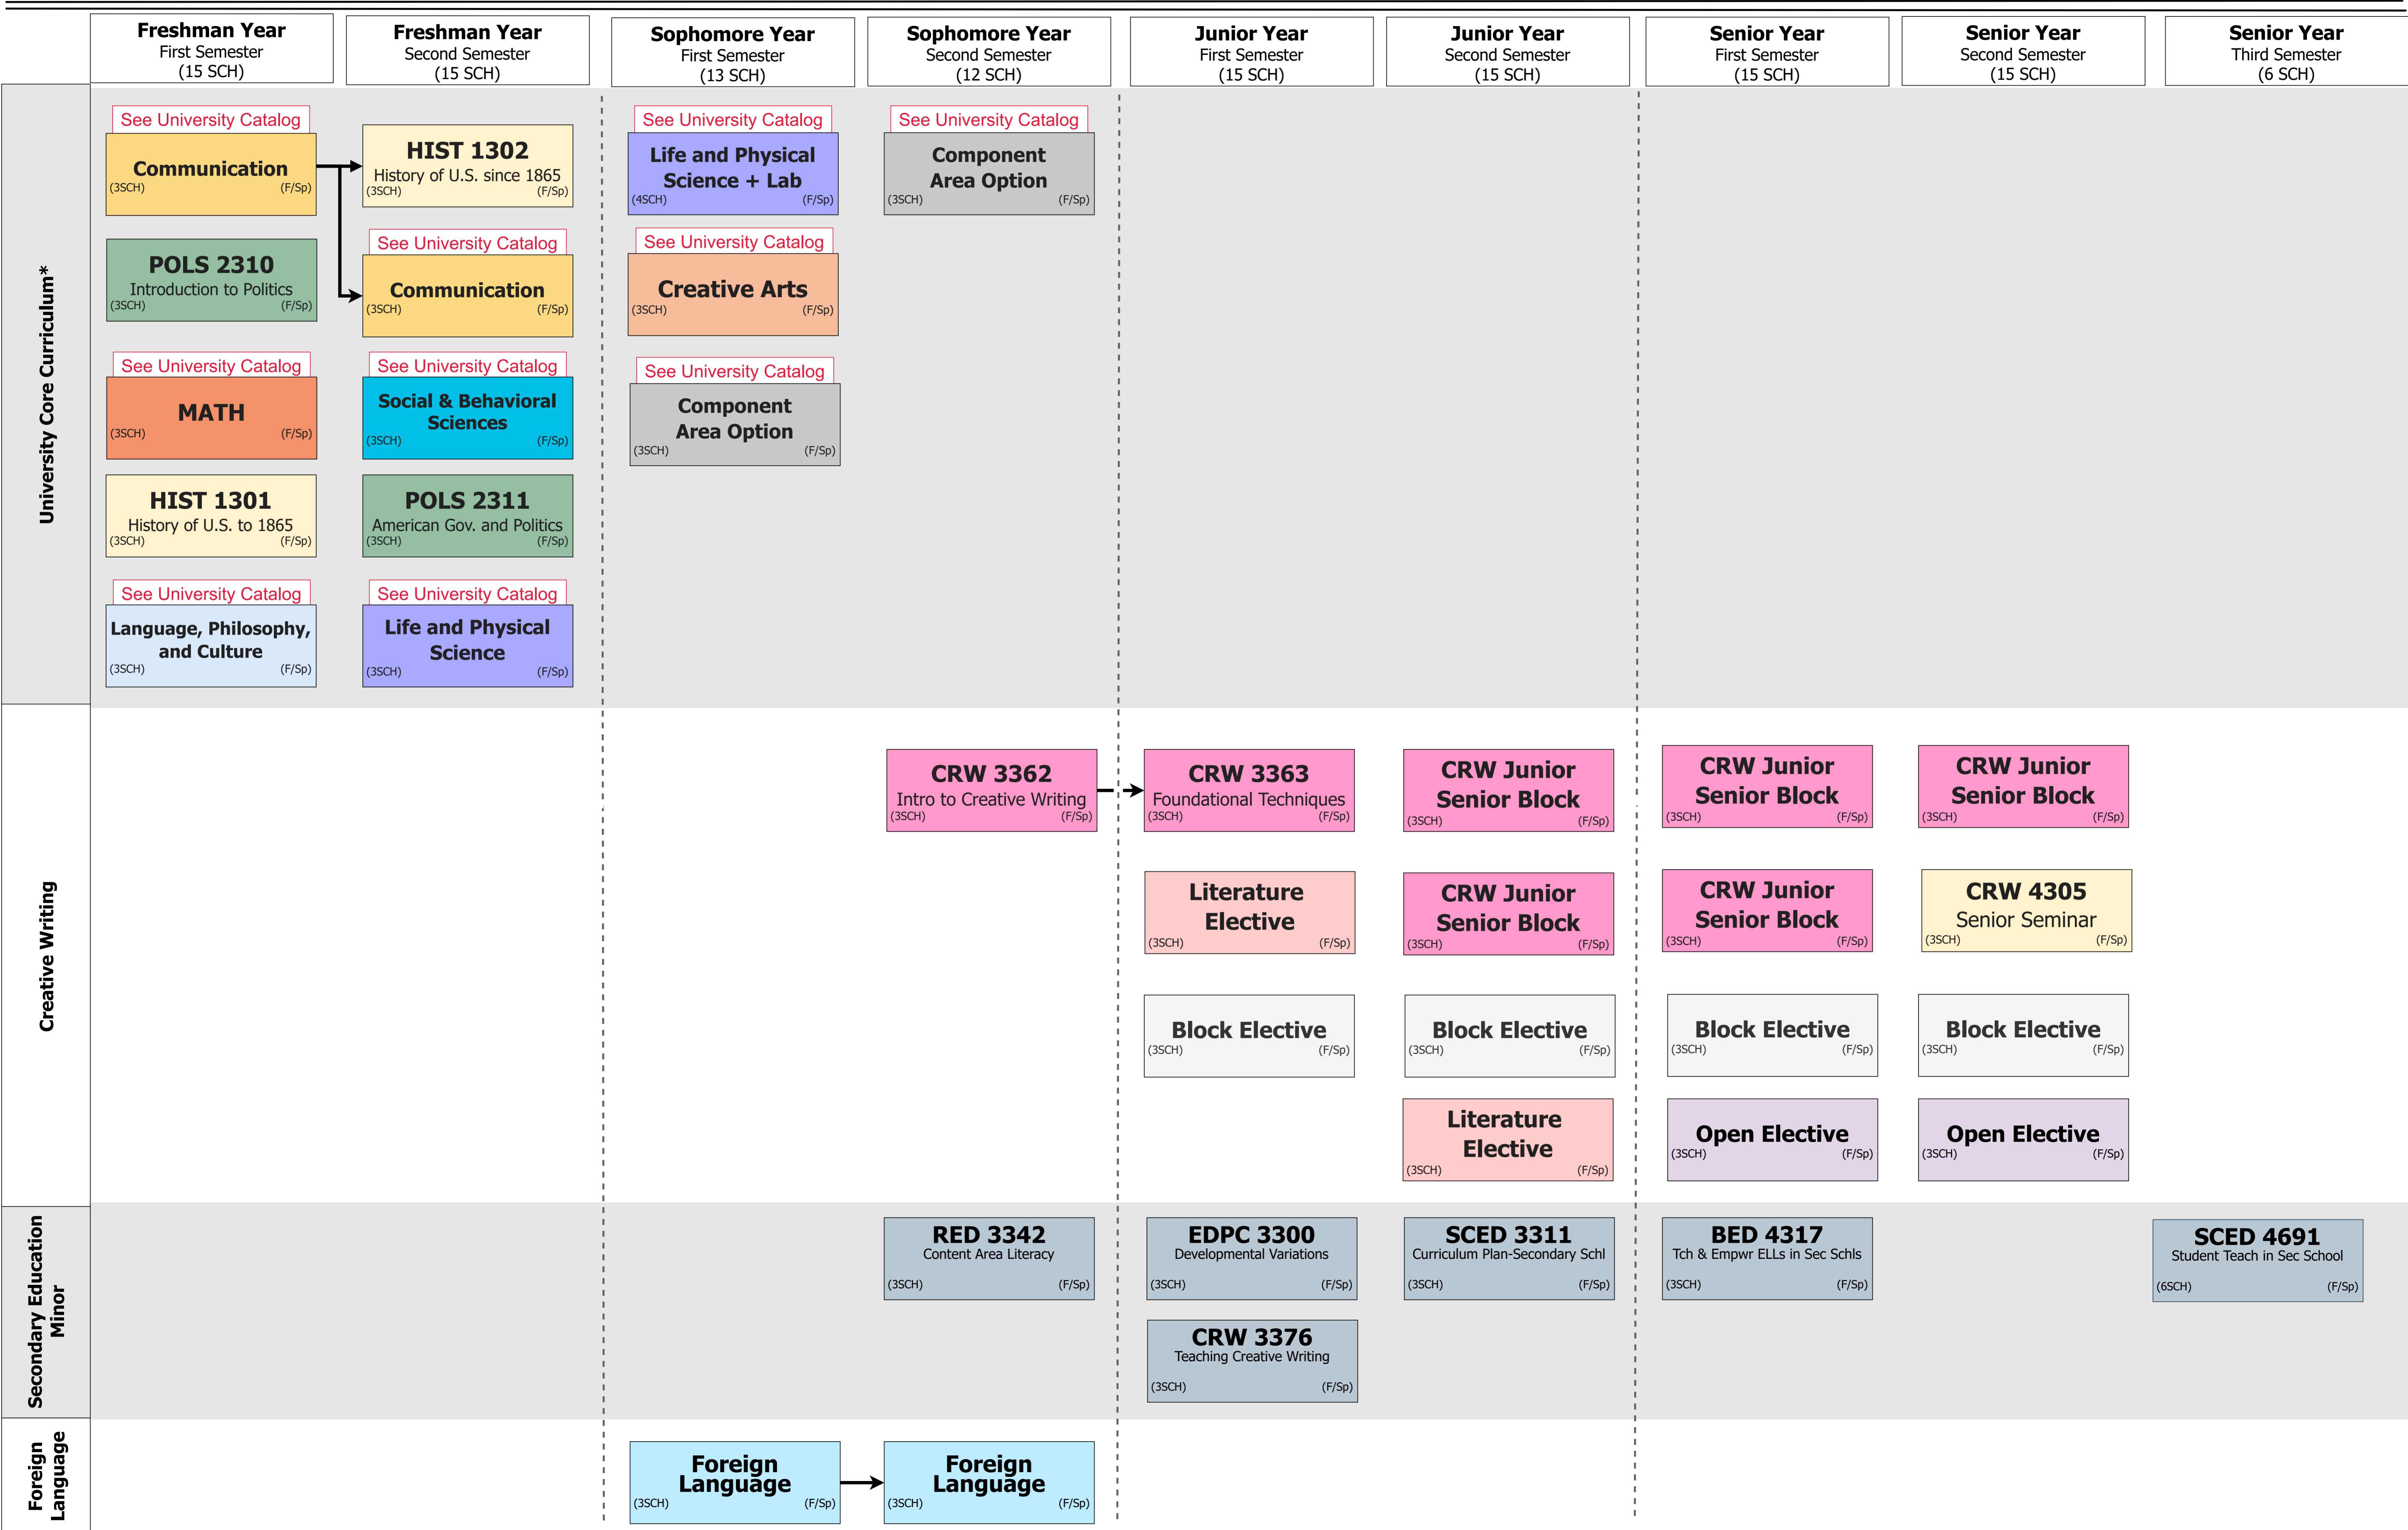 Freshman Year
First Semester
(15 SCH)
Freshman Year
Second Semester
(15 SCH)
Sophomore Year
First Semester
(13 SCH)
Sophomore Year
Second Semester
(12 SCH)
Junior Year
First Semester
(15 SCH)
Junior Year
Second Semester
(15 SCH)
Senior Year
First Semester
(15 SCH)
Senior Year
Second Semester
(15 SCH)
Senior Year
Third Semester
(6 SCH)
University Core Curriculum*
See University Catalog
Communication
(3SCH) (F/Sp)
HIST 1302
History of U.S. since 1865
(3SCH) (F/Sp)
See University Catalog
Life and Physical
Science + Lab
(4SCH) (F/Sp)
See University Catalog
Component
Area Option
(3SCH) (F/Sp)
POLS 2310
Introduction to Politics
(3SCH) (F/Sp)
See University Catalog
Communication
(3SCH) (F/Sp)
See University Catalog
Creative Arts
(3SCH) (F/Sp)
See University Catalog
MATH
(3SCH) (F/Sp)
See University Catalog
Social & Behavioral
Sciences
(3SCH) (F/Sp)
See University Catalog
Component
Area Option
(3SCH) (F/Sp)
HIST 1301
History of U.S. to 1865
(3SCH) (F/Sp)
POLS 2311
American Gov. and Politics
(3SCH) (F/Sp)
See University Catalog
Language, Philosophy,
and Culture
(3SCH) (F/Sp)
See University Catalog
Life and Physical
Science
(3SCH) (F/Sp)
Creative Writing
CRW 3362
Intro to Creative Writing
(3SCH) (F/Sp)
CRW 3363
Foundational Techniques
(3SCH) (F/Sp)
CRW Junior
Senior Block
(3SCH) (F/Sp)
CRW Junior
Senior Block
(3SCH) (F/Sp)
CRW Junior
Senior Block
(3SCH) (F/Sp)
Literature
Elective
(3SCH) (F/Sp)
CRW Junior
Senior Block
(3SCH) (F/Sp)
CRW Junior
Senior Block
(3SCH) (F/Sp)
CRW 4305
Senior Seminar
(3SCH) (F/Sp)
Block Elective
(3SCH) (F/Sp)
Block Elective
(3SCH) (F/Sp)
Block Elective
(3SCH) (F/Sp)
Block Elective
(3SCH) (F/Sp)
Literature
Elective
(3SCH) (F/Sp)
Open Elective
(3SCH) (F/Sp)
Open Elective
(3SCH) (F/Sp)
Secondary Education
Minor
RED 3342
Content Area Literacy
(3SCH) (F/Sp)
EDPC 3300
Developmental Variations
(3SCH) (F/Sp)
SCED 3311
Curriculum Plan-Secondary Schl
(3SCH) (F/Sp)
BED 4317
Tch & Empwr ELLs in Sec Schls
(3SCH) (F/Sp)
SCED 4691
Student Teach in Sec School
(6SCH) (F/Sp)
CRW 3376
Teaching Creative Writing
(3SCH) (F/Sp)
Foreign
Language
Foreign
Language
(3SCH) (F/Sp)
Foreign
Language
(3SCH) (F/Sp)